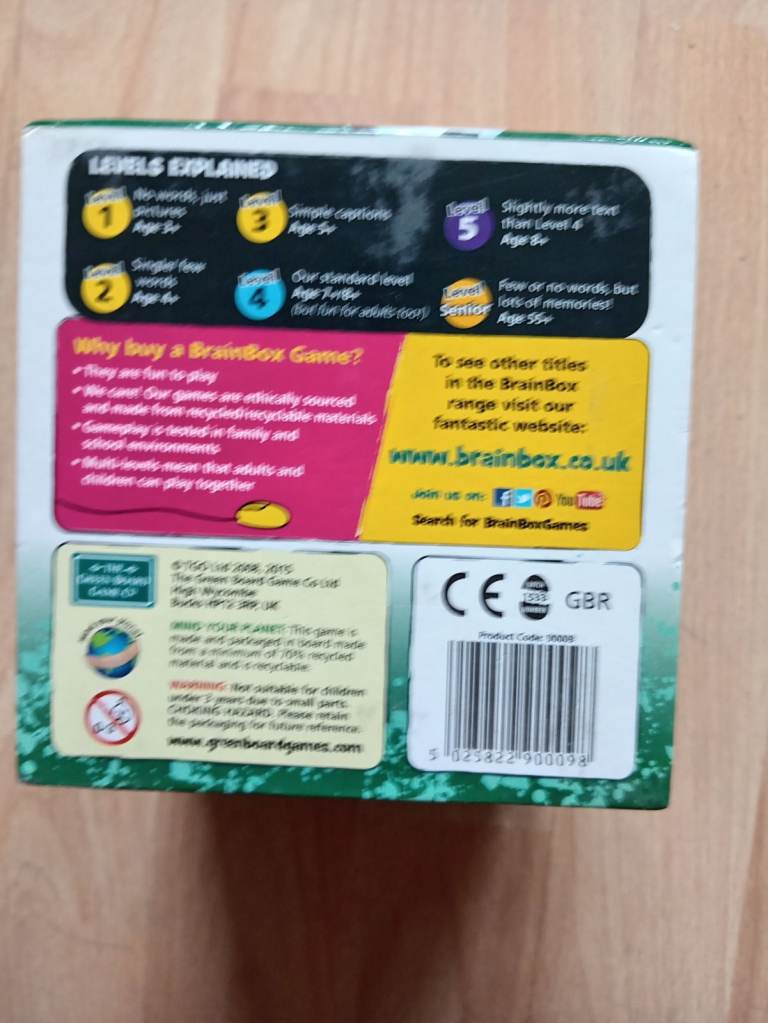 LEVELS EXPLAINED
Level 1
No words, just
pictures
Age 3+
Level 2
Single/few
words
Age 4+
Level 3
Simple captions
Age 5+
Level 4
Our standard level
Age 7+/8+
(but fun for adults too!)
Level 5
Slightly more text
than Level 4
Age 8+
Level Senior
Few or no words, but
lots of memories!
Age 55+
Why buy a BrainBox Game?
• They are fun to play
• We care! Our games are ethically sourced
and made from recycled/recyclable materials
• Gameplay is tested in family and
school environments
• Multi-levels mean that adults and
children can play together
To see other titles
in the BrainBox
range visit our
fantastic website:
www.brainbox.co.uk
Join us on: f YouTube
Search for BrainBoxGames
THE
GREEN BOARD
GAME CO
© TGG Ltd 2008, 2015
The Green Board Game Co Ltd
High Wycombe
Bucks HP12 3RP, UK
MIND YOUR PLANET! This game is
made and packaged in board made
from a minimum of 70% recycled
material and is recyclable.
0-3
WARNING: Not suitable for children
under 3 years due to small parts.
CHOKING HAZARD. Please retain
the packaging for future reference.
www.greenboardgames.com
CE
1533
GBR
Product Code: 90009
5 025822 900098